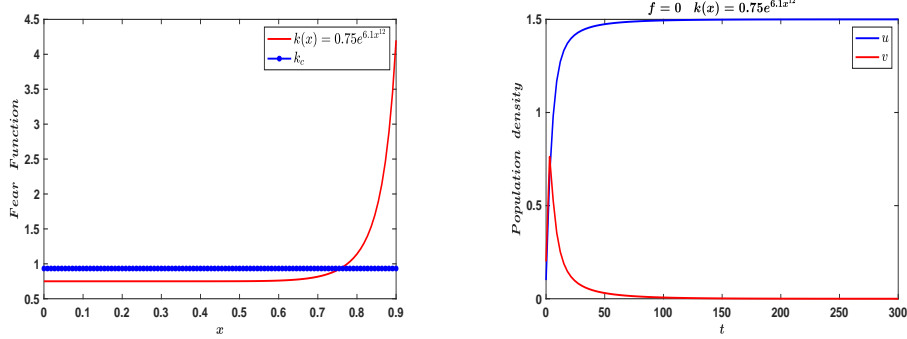 4.5
4
3.5
3
2.5
2
1.5
1
0.5
0 0.1 0.2 0.3 0.4 0.5 0.6 0.7 0.8 0.9
x
Fear Function
k(x) = 0.75e^{6.1x^{12}}
k_c
f = 0 k(x) = 0.75e^{6.1x^{12}}
1.5
1
0.5
0
0 50 100 150 200 250 300
t
Population density
u
v